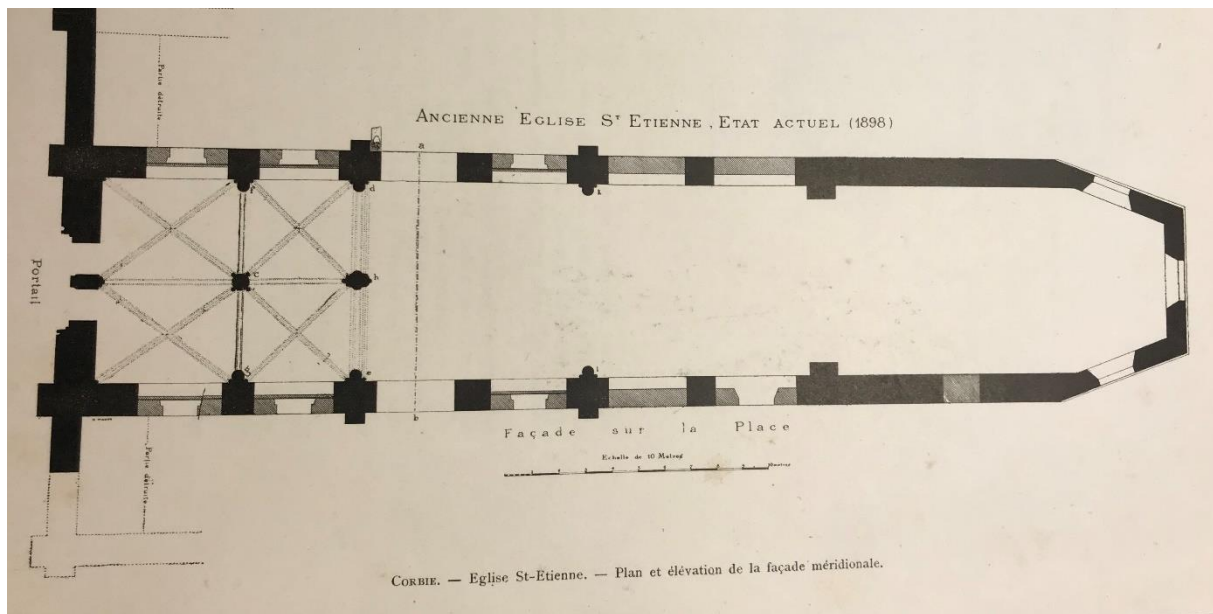 Partie détruite
ANCIENNE EGLISE ST ETIENNE, ETAT ACTUEL (1898)
a
f
d
k
Portail
c
h
g
e
i
b
Partie détruite
Façade sur la Place
Echelle de 10 Metres
CORBIE. — Eglise St-Etienne. — Plan et élévation de la façade méridionale.